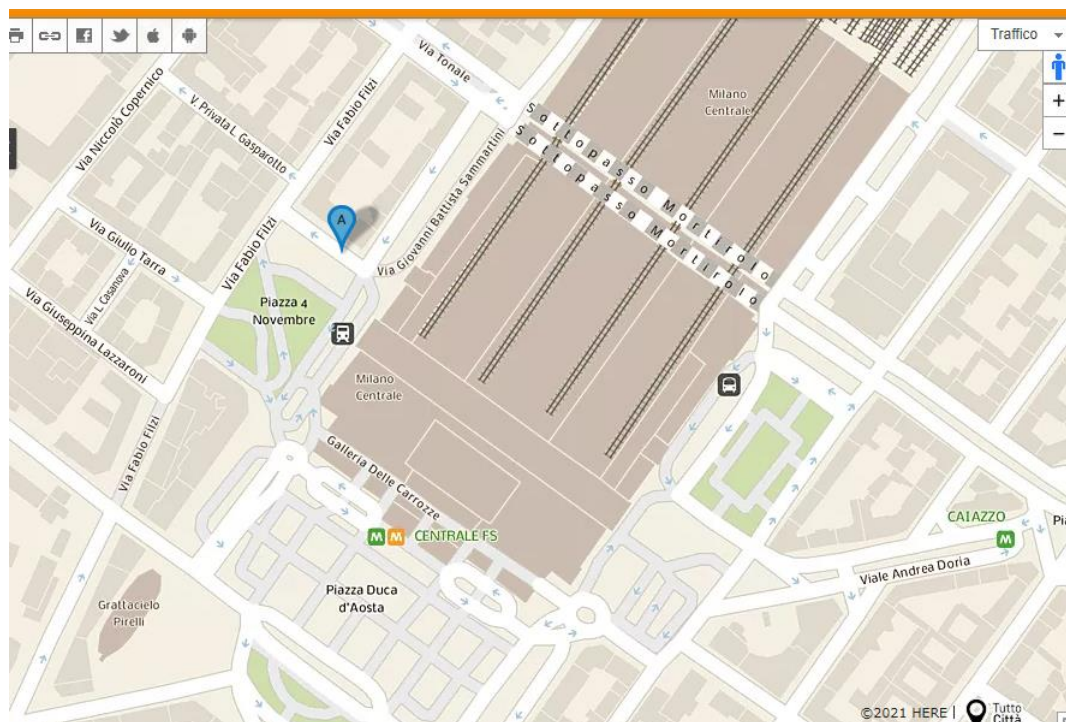 Traffico
Via Tonale
Via Niccolò Copernico
V. Privata L. Gasparotto
Via Fabio Filzi
Milano
Centrale
Sottopasso Mortirolo
Sottopasso Mortirolo
+
−
A
Via Giovanni Battista Sammartini
Via Giulio Tarra
Via L. Casanova
Via Fabio Filzi
Via Giuseppina Lazzaroni
Piazza 4
Novembre
Milano
Centrale
Via Fabio Filzi
Galleria Delle Carrozze
M M CENTRALE FS
CAIAZZO
M
Viale Andrea Doria
Piazza Duca
d'Aosta
Grattacielo
Pirelli
©2021 HERE |
Tutto
Città